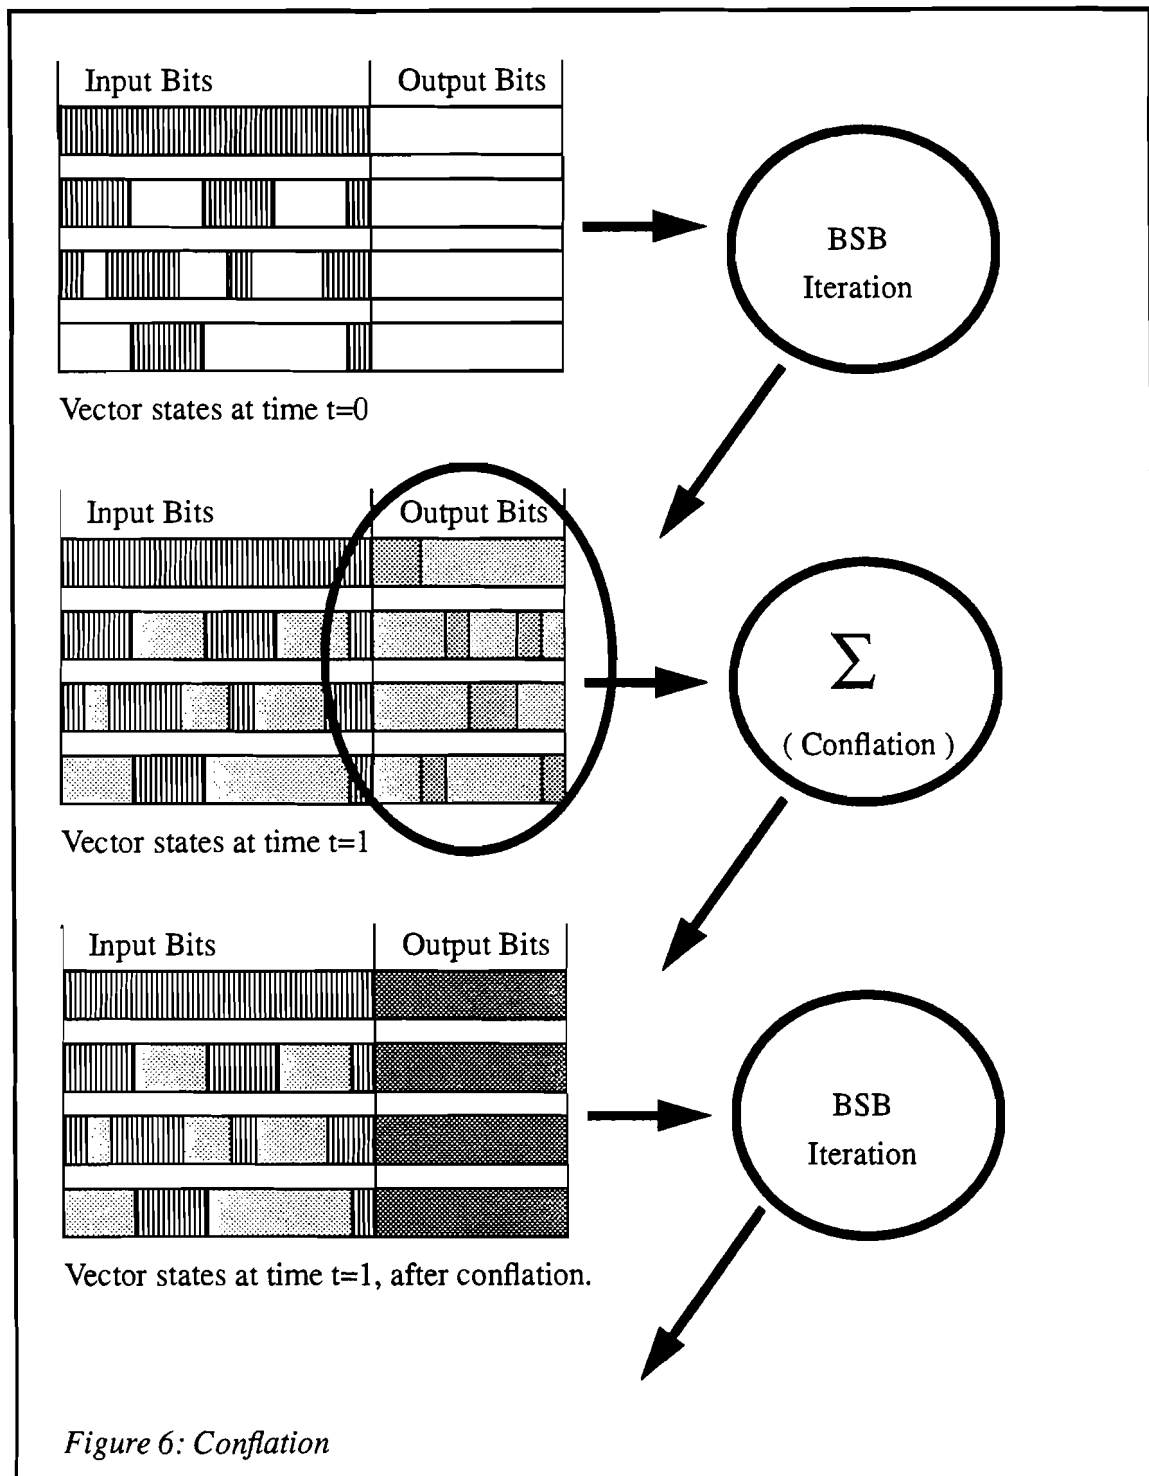 Input Bits
Output Bits
BSB
Iteration
Vector states at time t=0
Input Bits
Output Bits
Σ
( Conflation )
Vector states at time t=1
Input Bits
Output Bits
BSB
Iteration
Vector states at time t=1, after conflation.
Figure 6: Conflation